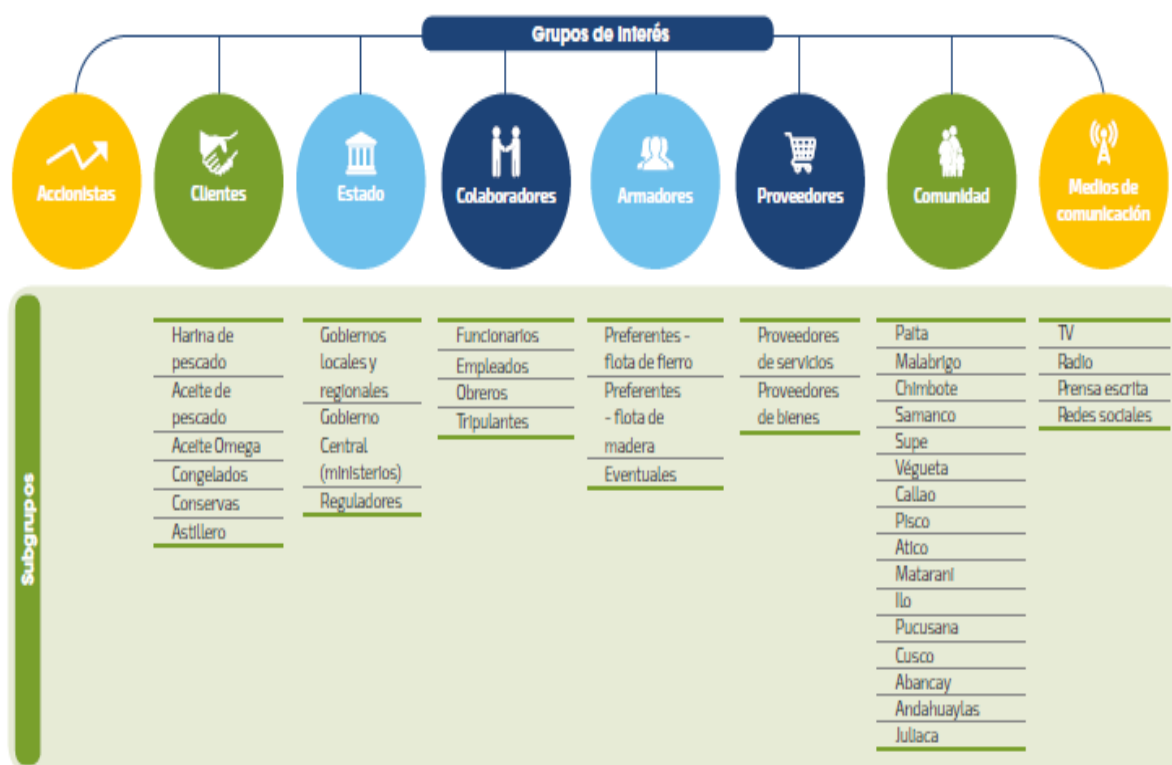 Grupos de interés
Accionistas
Clientes
Estado
Colaboradores
Armadores
Proveedores
Comunidad
Medios de
comunicación
Subgrupos
Harina de
pescado
Aceite de
pescado
Aceite Omega
Congelados
Conservas
Astillero
Gobiernos
locales y
regionales
Gobierno
Central
(ministerios)
Reguladores
Funcionarios
Empleados
Obreros
Tripulantes
Preferentes -
flota de fierro
Preferentes
- flota de
madera
Eventuales
Proveedores
de servicios
Proveedores
de bienes
Paita
Malabrigo
Chimbote
Samanco
Supe
Végueta
Callao
Pisco
Atico
Matarani
Ilo
Pucusana
Cusco
Abancay
Andahuaylas
Juliaca
TV
Radio
Prensa escrita
Redes sociales